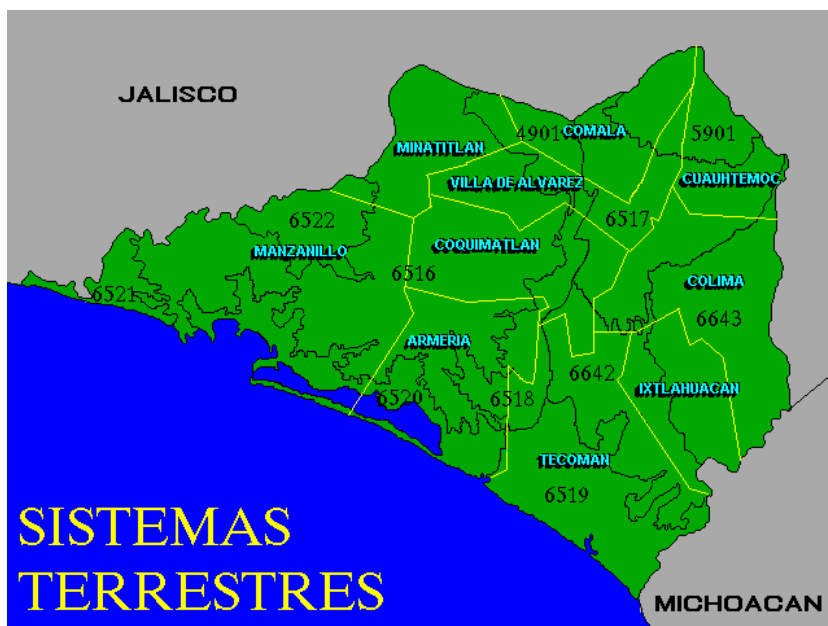 JALISCO
4901
COMALA
5901
MINATITLAN
VILLA DE ALVAREZ
CUAUHTEMOC
6522
6517
MANZANILLO
COQUIMATLAN
6516
COLIMA
6521
6643
ARMERIA
6642
IXTLAHUACAN
6520
6518
TECOMAN
6519
SISTEMAS
TERRESTRES
MICHOACAN